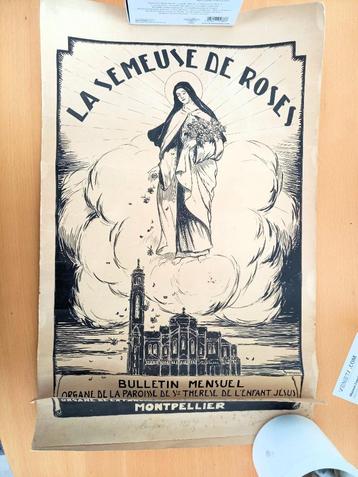 LA SEMEUSE DE ROSES
BULLETIN MENSUEL
ORGANE DE LA PAROISSE DE Ste THERESE DE L'ENFANT JESUS
MONTPELLIER